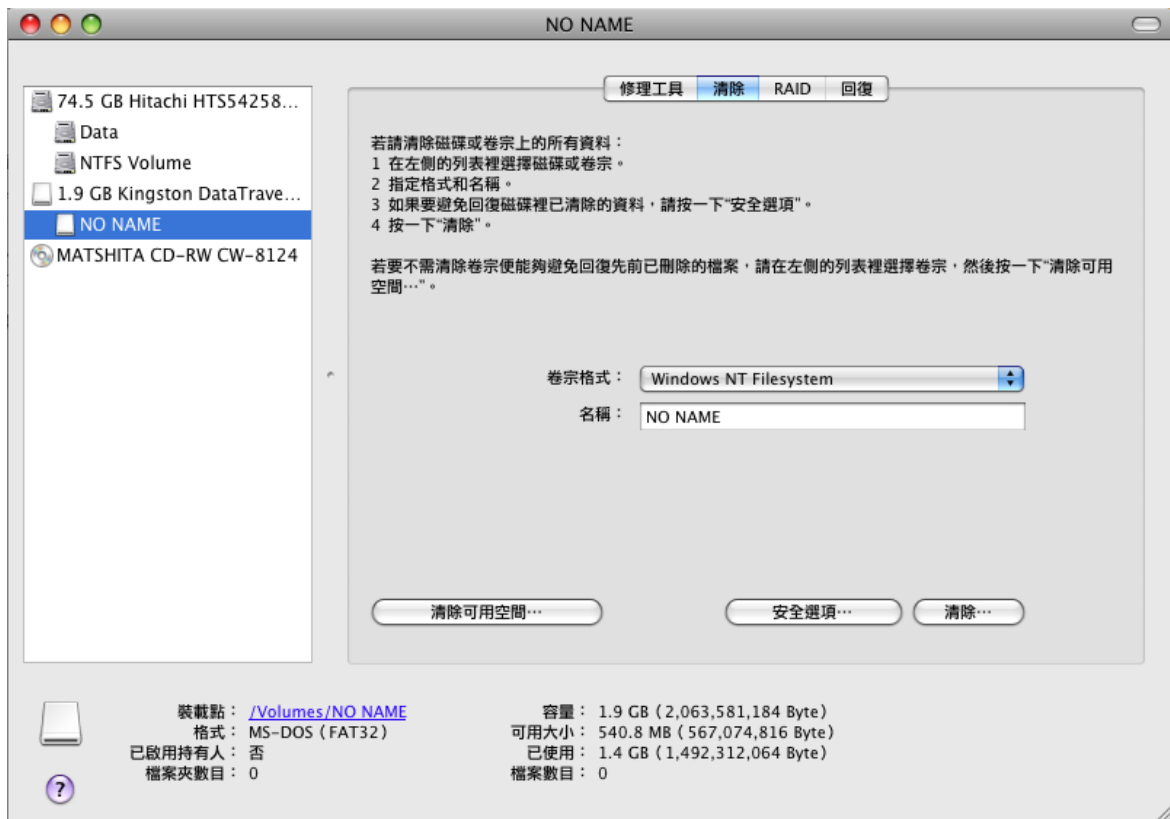 NO NAME
74.5 GB Hitachi HTS54258...
Data
NTFS Volume
1.9 GB Kingston DataTrave...
NO NAME
MATSHITA CD-RW CW-8124
修理工具 清除 RAID 回復
若請清除磁碟或卷宗上的所有資料：
1 在左側的列表裡選擇磁碟或卷宗。
2 指定格式和名稱。
3 如果要避免回復磁碟裡已清除的資料，請按一下“安全選項”。
4 按一下“清除”。
若要不需清除卷宗便能夠避免回復先前已刪除的檔案，請在左側的列表裡選擇卷宗，然後按一下“清除可用
空間⋯”。
卷宗格式： Windows NT Filesystem
名稱： NO NAME
清除可用空間⋯ 安全選項⋯ 清除⋯
裝載點： /Volumes/NO NAME
格式： MS-DOS (FAT32)
已啟用持有人： 否
檔案夾數目： 0
容量： 1.9 GB (2,063,581,184 Byte)
可用大小： 540.8 MB (567,074,816 Byte)
已使用： 1.4 GB (1,492,312,064 Byte)
檔案數目： 0
?